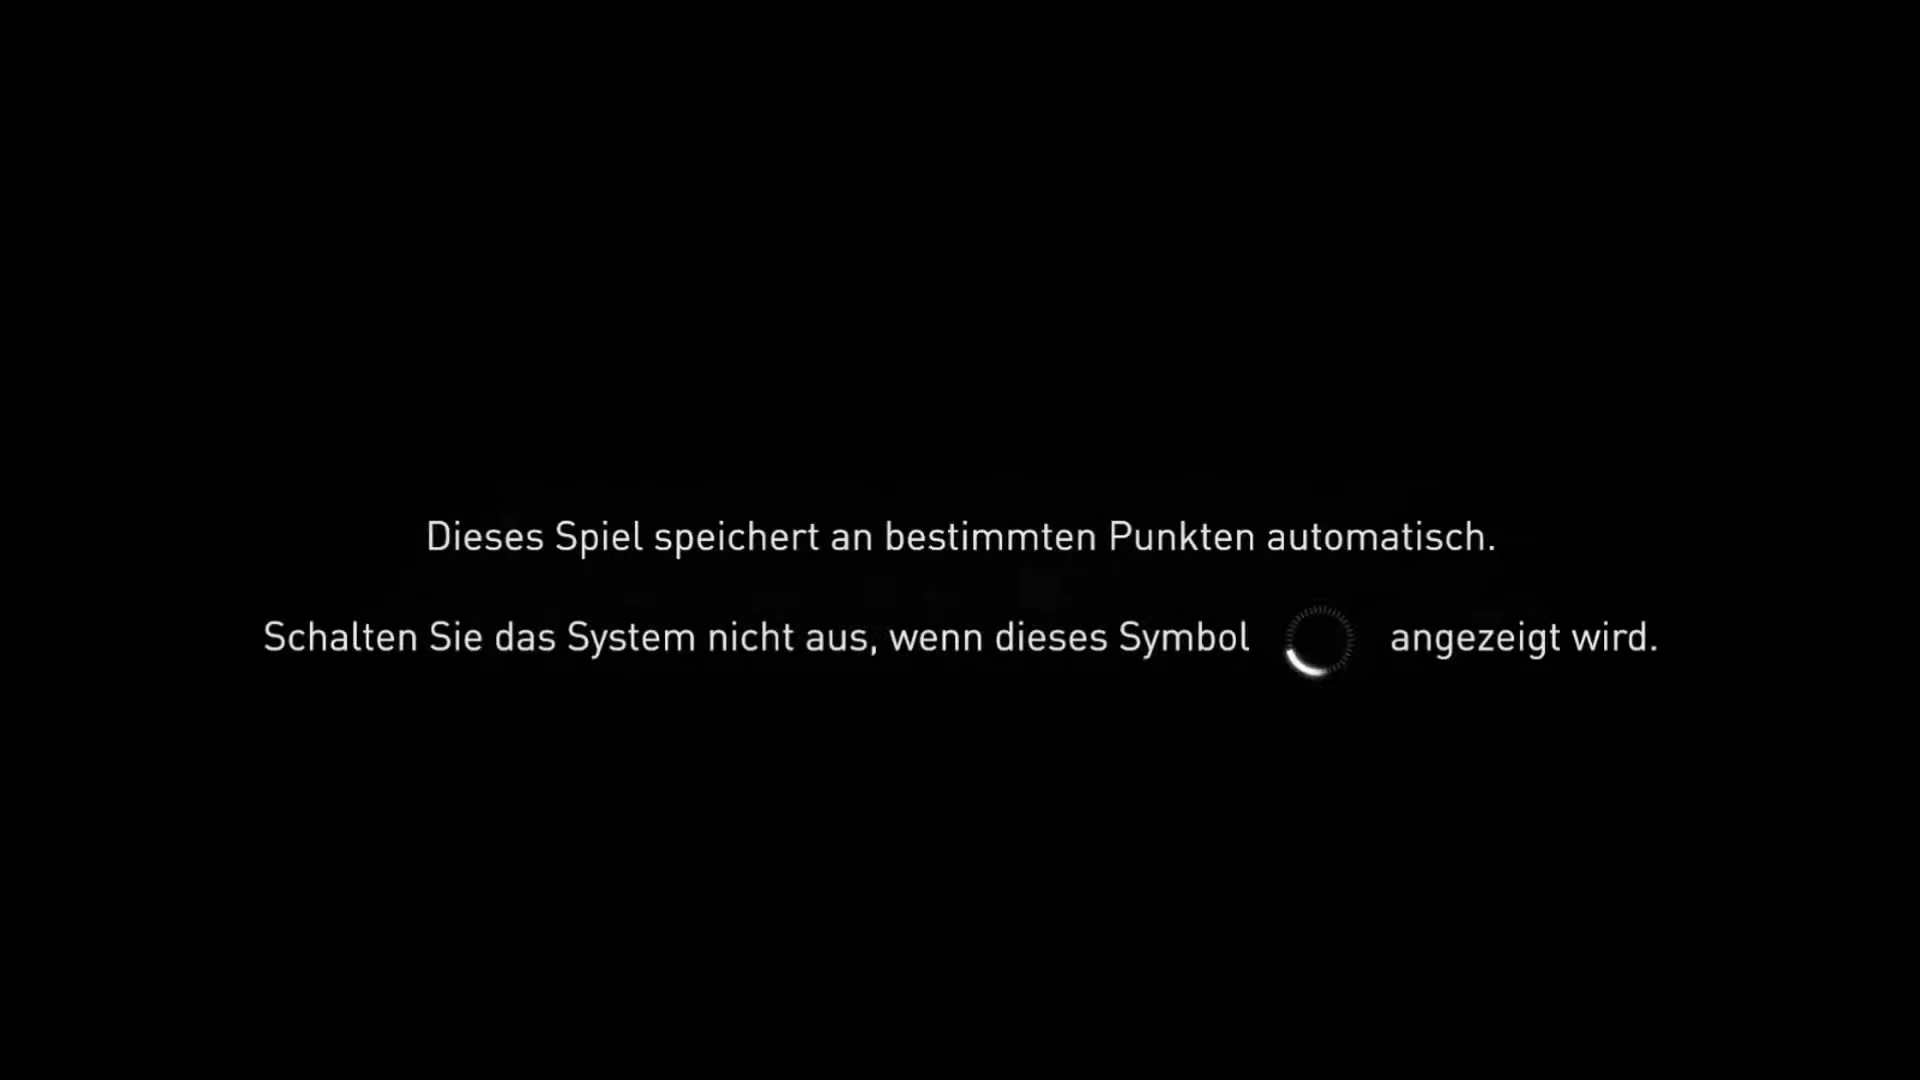 Dieses Spiel speichert an bestimmten Punkten automatisch.
Schalten Sie das System nicht aus, wenn dieses Symbol angezeigt wird.